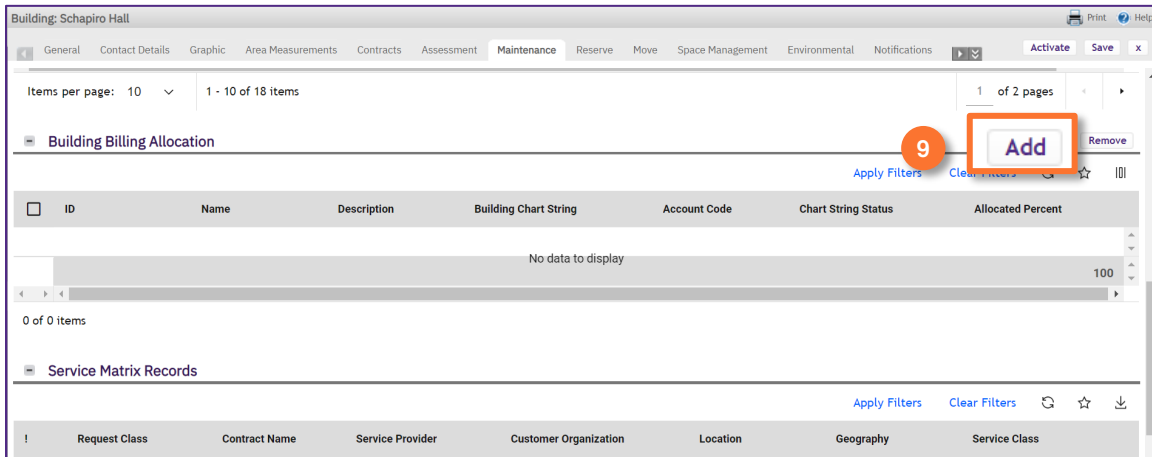 Building: Schapiro Hall Print Help
General Contact Details Graphic Area Measurements Contracts Assessment Maintenance Reserve Move Space Management Environmental Notifications Activate Save x
Items per page: 10 1 - 10 of 18 items 1 of 2 pages
Building Billing Allocation 9 Add Remove
Apply Filters Clear Filters
ID Name Description Building Chart String Account Code Chart String Status Allocated Percent
No data to display
100
0 of 0 items
Service Matrix Records
Apply Filters Clear Filters
! Request Class Contract Name Service Provider Customer Organization Location Geography Service Class